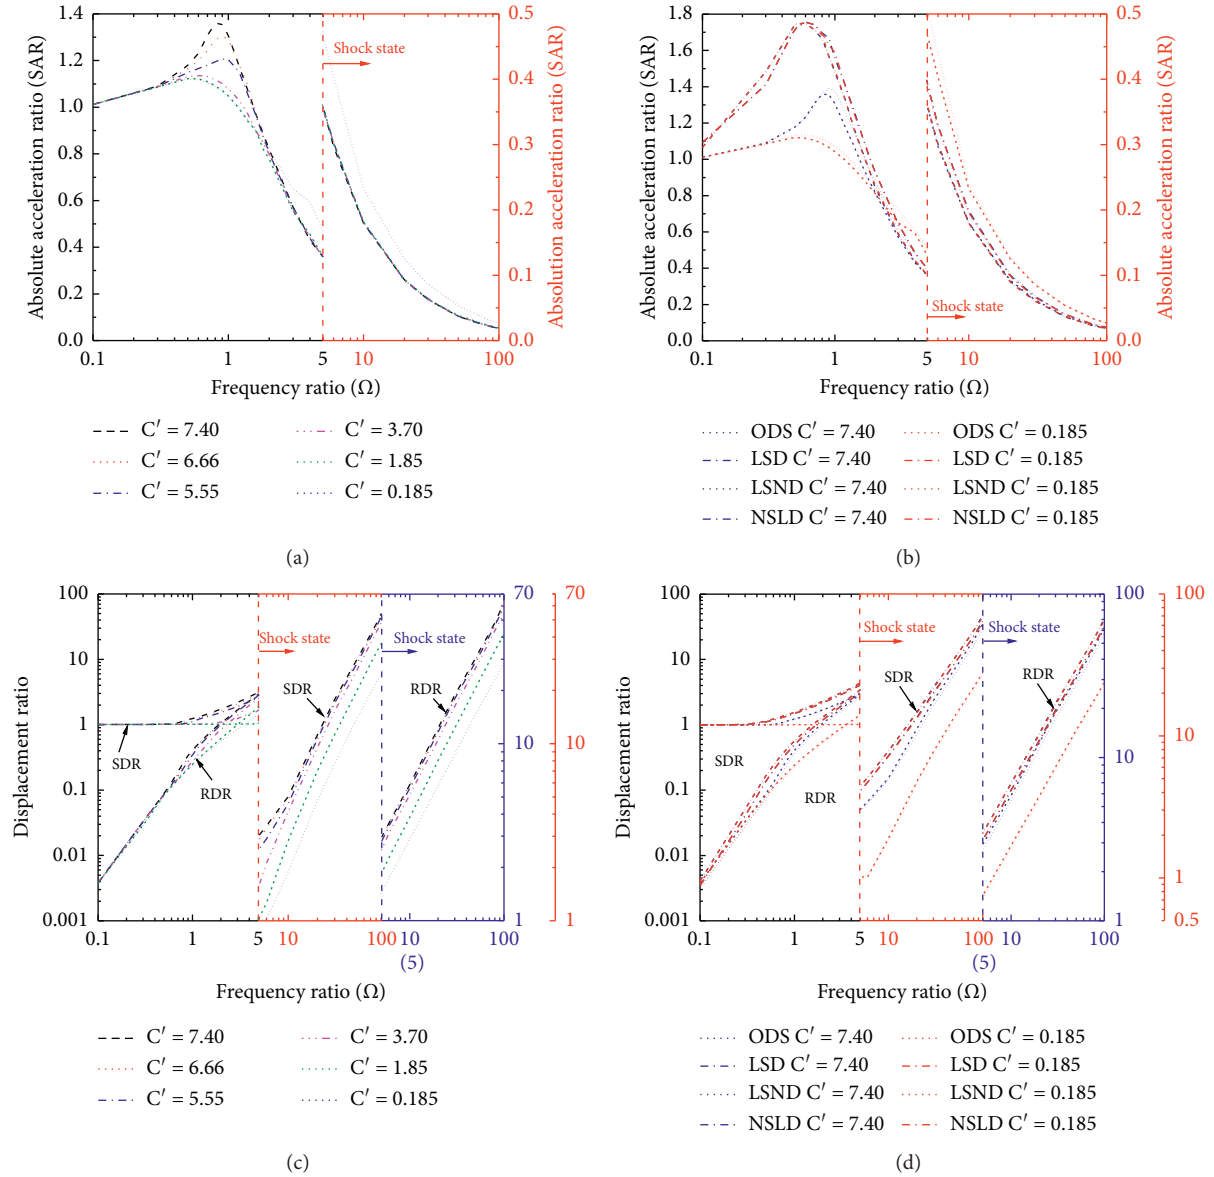 (a)
Absolute acceleration ratio (SAR)
1.4
1.2
1.0
0.8
0.6
0.4
0.2
0.0
0.1
1
5
10
100
Frequency ratio (Ω)
0.5
0.4
0.3
0.2
0.1
0.0
Absolution acceleration ratio (SAR)
Shock state
C′ = 7.40
C′ = 6.66
C′ = 5.55
C′ = 3.70
C′ = 1.85
C′ = 0.185
(b)
Absolute acceleration ratio (SAR)
1.8
1.6
1.4
1.2
1.0
0.8
0.6
0.4
0.2
0.0
0.1
1
5
10
100
Frequency ratio (Ω)
0.5
0.4
0.3
0.2
0.1
0.0
Absolute acceleration ratio (SAR)
Shock state
ODS C′ = 7.40
LSD C′ = 7.40
LSND C′ = 7.40
NSLD C′ = 7.40
ODS C′ = 0.185
LSD C′ = 0.185
LSND C′ = 0.185
NSLD C′ = 0.185
(c)
Displacement ratio
100
10
1
0.1
0.01
0.001
0.1
1
5
10
100
(5)
10
100
Frequency ratio (Ω)
70
10
1
70
10
1
Shock state
Shock state
SDR
RDR
SDR
RDR
C′ = 7.40
C′ = 6.66
C′ = 5.55
C′ = 3.70
C′ = 1.85
C′ = 0.185
(d)
Displacement ratio
100
10
1
0.1
0.01
0.001
0.1
1
5
10
100
(5)
10
100
Frequency ratio (Ω)
100
10
1
100
10
1
0.5
Shock state
Shock state
SDR
RDR
SDR
RDR
ODS C′ = 7.40
LSD C′ = 7.40
LSND C′ = 7.40
NSLD C′ = 7.40
ODS C′ = 0.185
LSD C′ = 0.185
LSND C′ = 0.185
NSLD C′ = 0.185